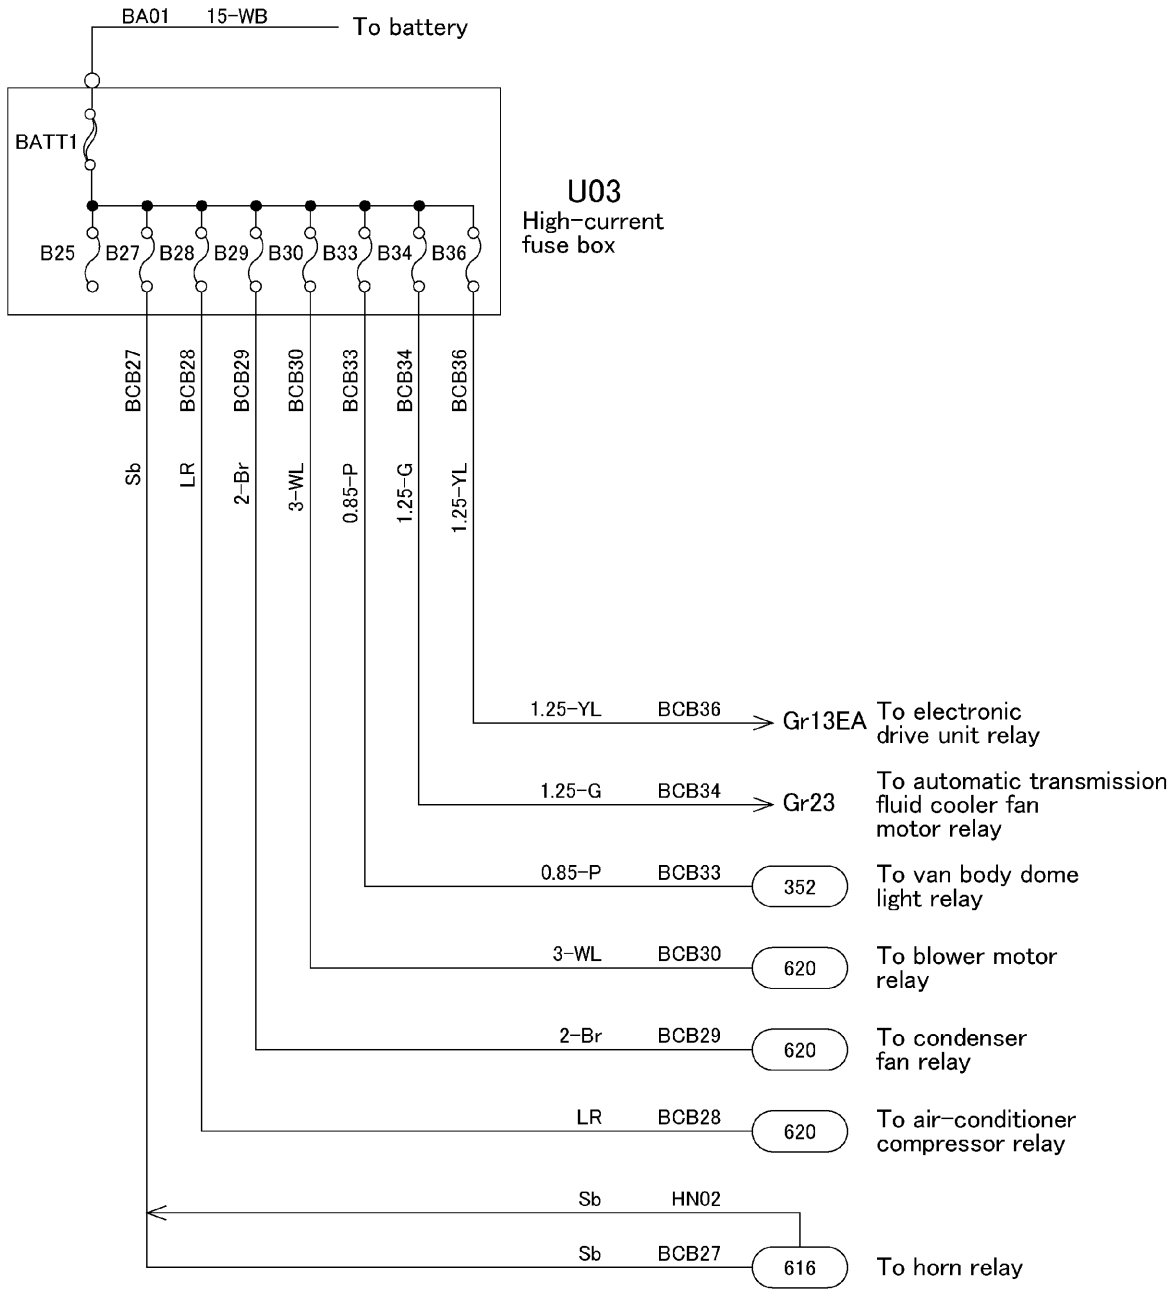 BA01 15-WB To battery
BATT1
U03
High-current
fuse box
B25 B27 B28 B29 B30 B33 B34 B36
BCB27 BCB28 BCB29 BCB30 BCB33 BCB34 BCB36
Sb LR 2-Br 3-WL 0.85-P 1.25-G 1.25-YL
1.25-YL BCB36 Gr13EA To electronic
drive unit relay
1.25-G BCB34 Gr23 To automatic transmission
fluid cooler fan
motor relay
0.85-P BCB33 352 To van body dome
light relay
3-WL BCB30 620 To blower motor
relay
2-Br BCB29 620 To condenser
fan relay
LR BCB28 620 To air-conditioner
compressor relay
Sb HN02
Sb BCB27 616 To horn relay